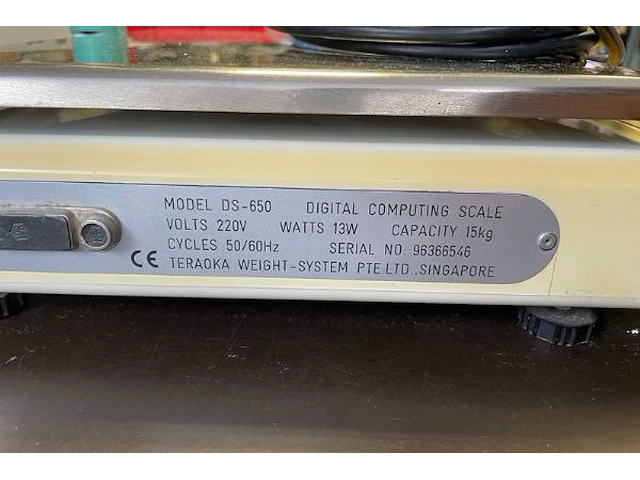 MODEL DS-650 DIGITAL COMPUTING SCALE
VOLTS 220V WATTS 13W CAPACITY 15kg
CYCLES 50/60Hz SERIAL NO: 96366546
CE TERAOKA WEIGHT-SYSTEM PTE.LTD.,SINGAPORE